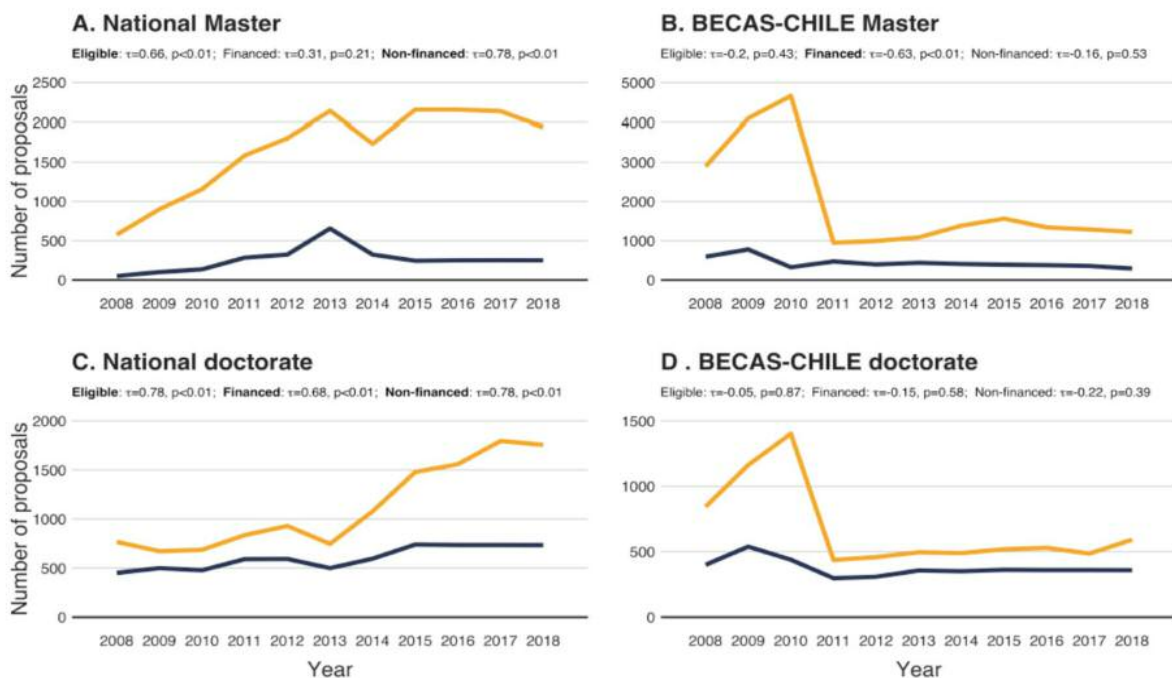 A. National Master
Eligible: τ=0.66, p<0.01; Financed: τ=0.31, p=0.21; Non-financed: τ=0.78, p<0.01
Number of proposals
2500
2000
1500
1000
500
0
2008 2009 2010 2011 2012 2013 2014 2015 2016 2017 2018
B. BECAS-CHILE Master
Eligible: τ=-0.2, p=0.43; Financed: τ=-0.63, p<0.01; Non-financed: τ=-0.16, p=0.53
5000
4000
3000
2000
1000
0
2008 2009 2010 2011 2012 2013 2014 2015 2016 2017 2018
C. National doctorate
Eligible: τ=0.78, p<0.01; Financed: τ=0.68, p<0.01; Non-financed: τ=0.78, p<0.01
Number of proposals
2000
1500
1000
500
0
2008 2009 2010 2011 2012 2013 2014 2015 2016 2017 2018
Year
D . BECAS-CHILE doctorate
Eligible: τ=-0.05, p=0.87; Financed: τ=-0.15, p=0.58; Non-financed: τ=-0.22, p=0.39
1500
1000
500
0
2008 2009 2010 2011 2012 2013 2014 2015 2016 2017 2018
Year